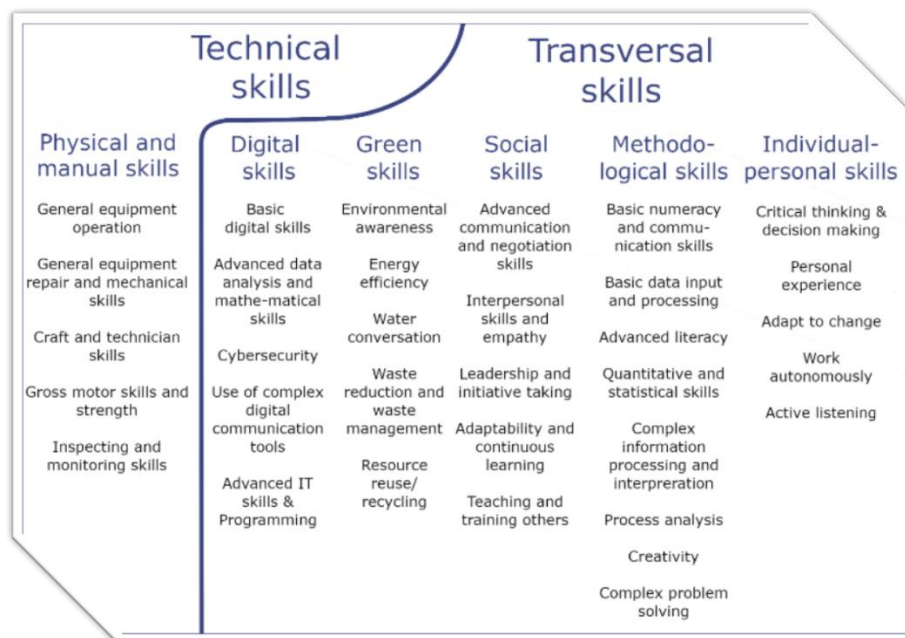 Technical
skills
Transversal
skills
Physical and
manual skills
General equipment
operation
General equipment
repair and mechanical
skills
Craft and technician
skills
Gross motor skills and
strength
Inspecting and
monitoring skills
Digital
skills
Basic
digital skills
Advanced data
analysis and
mathe-matical
skills
Cybersecurity
Use of complex
digital
communication
tools
Advanced IT
skills &
Programming
Green
skills
Environmental
awareness
Energy
efficiency
Water
conversation
Waste
reduction and
waste
management
Resource
reuse/
recycling
Social
skills
Advanced
communication
and negotiation
skills
Interpersonal
skills and
empathy
Leadership and
initiative taking
Adaptability and
continuous
learning
Teaching and
training others
Methodo-
logical skills
Basic numeracy
and commu-
nication skills
Basic data input
and processing
Advanced literacy
Quantitative and
statistical skills
Complex
information
processing and
interpreration
Process analysis
Creativity
Complex problem
solving
Individual-
personal skills
Critical thinking &
decision making
Personal
experience
Adapt to change
Work
autonomously
Active listening